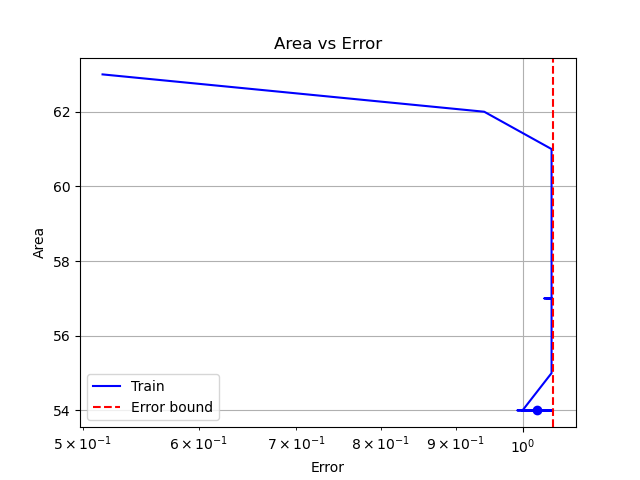 Area vs Error
Area
62
60
58
56
54
Train
Error bound
5 × 10⁻¹
6 × 10⁻¹
7 × 10⁻¹
8 × 10⁻¹
9 × 10⁻¹
10⁰
Error